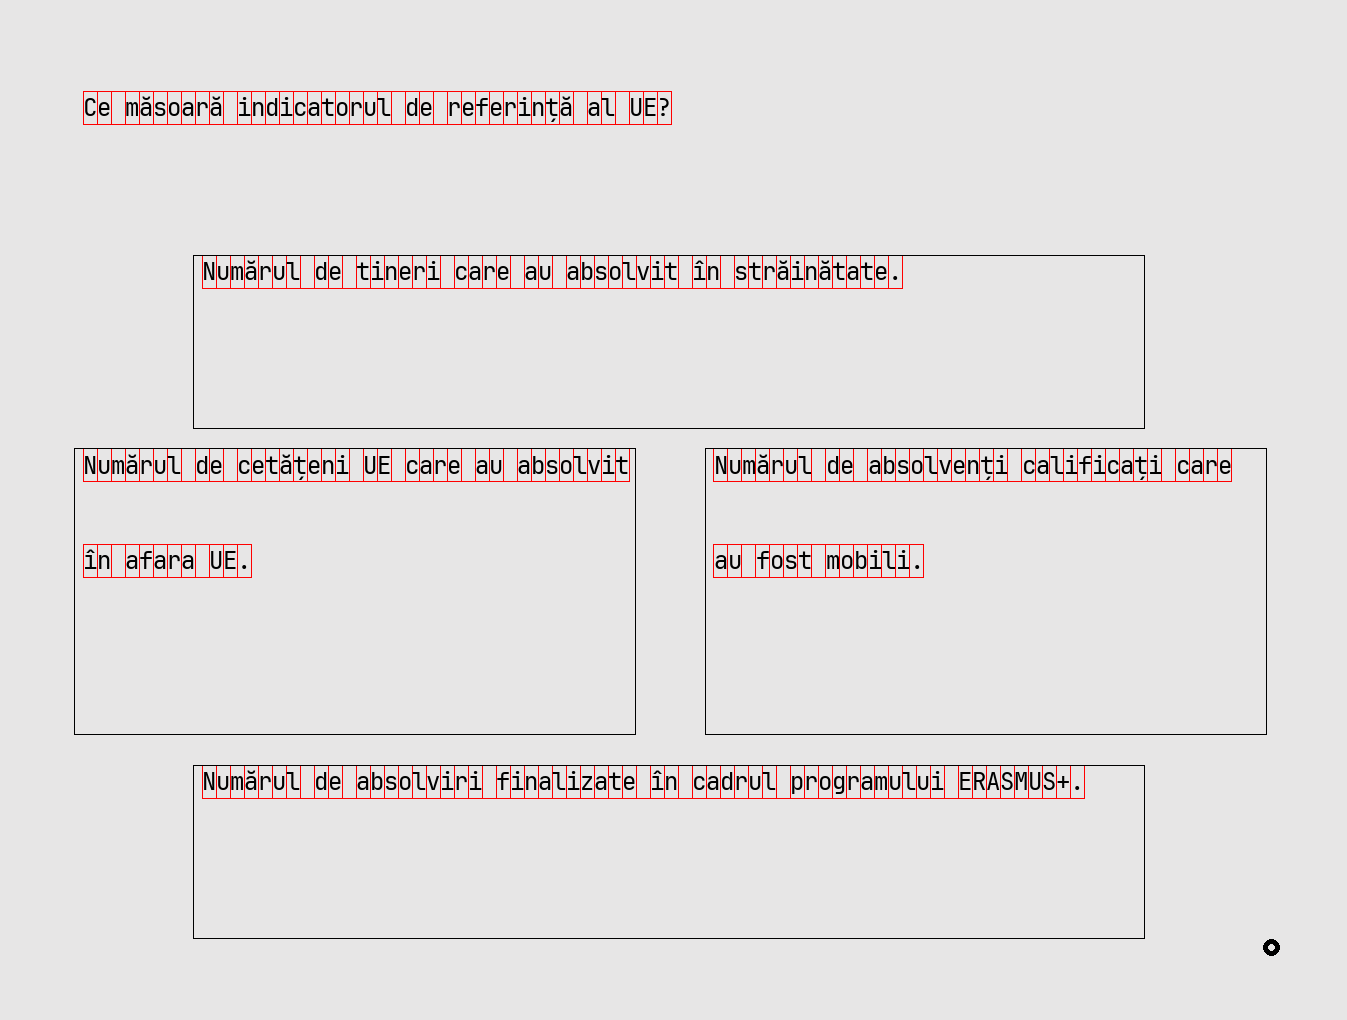 Ce măsoară indicatorul de referință al UE?
Numărul de tineri care au absolvit în străinătate.
Numărul de cetățeni UE care au absolvit
în afara UE.
Numărul de absolvenți calificați care
au fost mobili.
Numărul de absolviri finalizate în cadrul programului ERASMUS+.